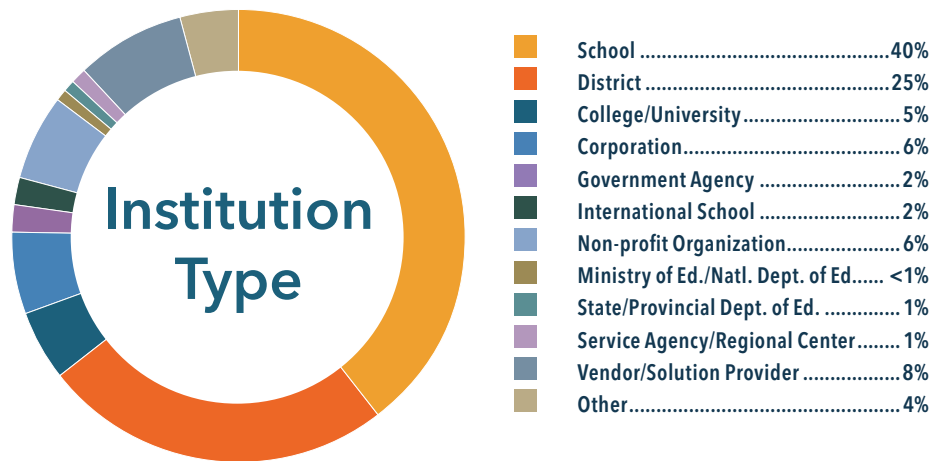 Institution
Type
School .....................................40%
District ....................................25%
College/University....................... 5%
Corporation................................ 6%
Government Agency ..................... 2%
International School ..................... 2%
Non-profit Organization................. 6%
Ministry of Ed./Natl. Dept. of Ed...... <1%
State/Provincial Dept. of Ed. .............. 1%
Service Agency/Regional Center........ 1%
Vendor/Solution Provider ..............8%
Other........................................ 4%